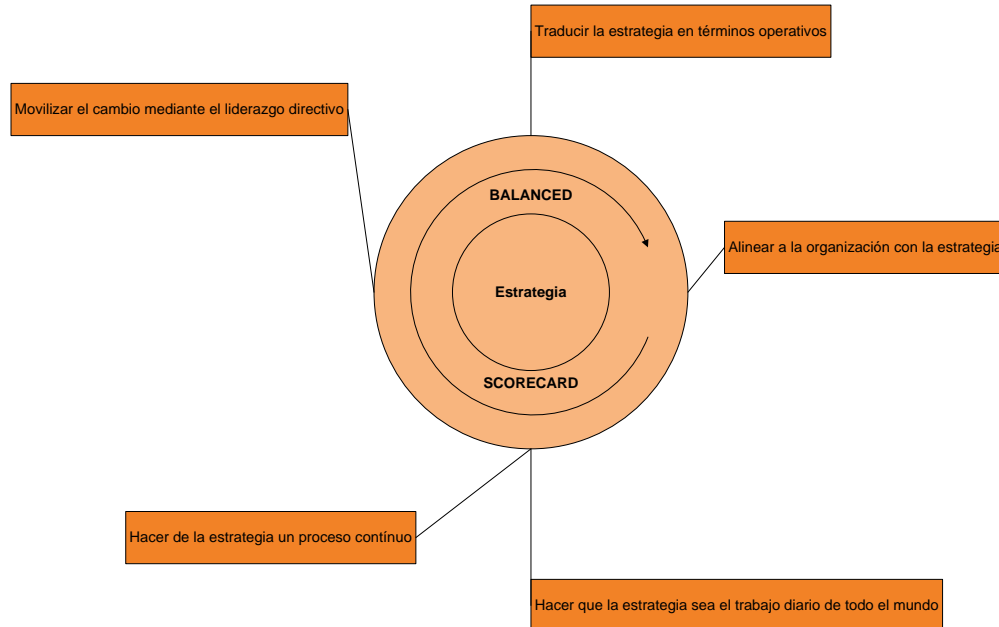 Traducir la estrategia en términos operativos
Movilizar el cambio mediante el liderazgo directivo
BALANCED
Alinear a la organización con la estrategia
Estrategia
SCORECARD
Hacer de la estrategia un proceso contínuo
Hacer que la estrategia sea el trabajo diario de todo el mundo